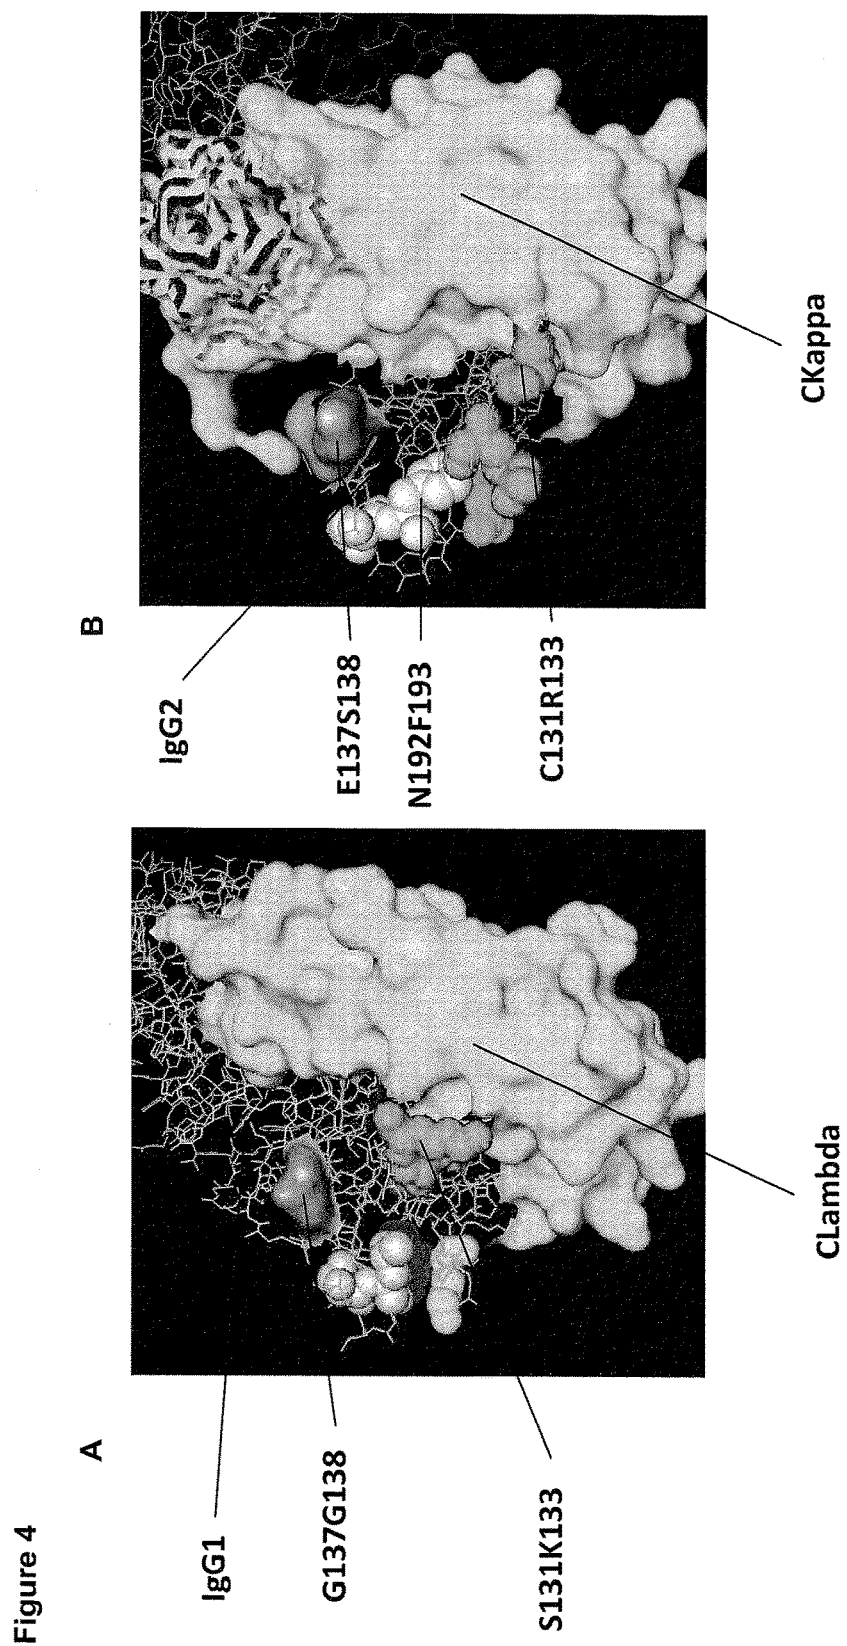 Figure 4
A
IgG1
G137G138
S131K133
CLambda
B
IgG2
E137S138
N192F193
C131R133
CKappa